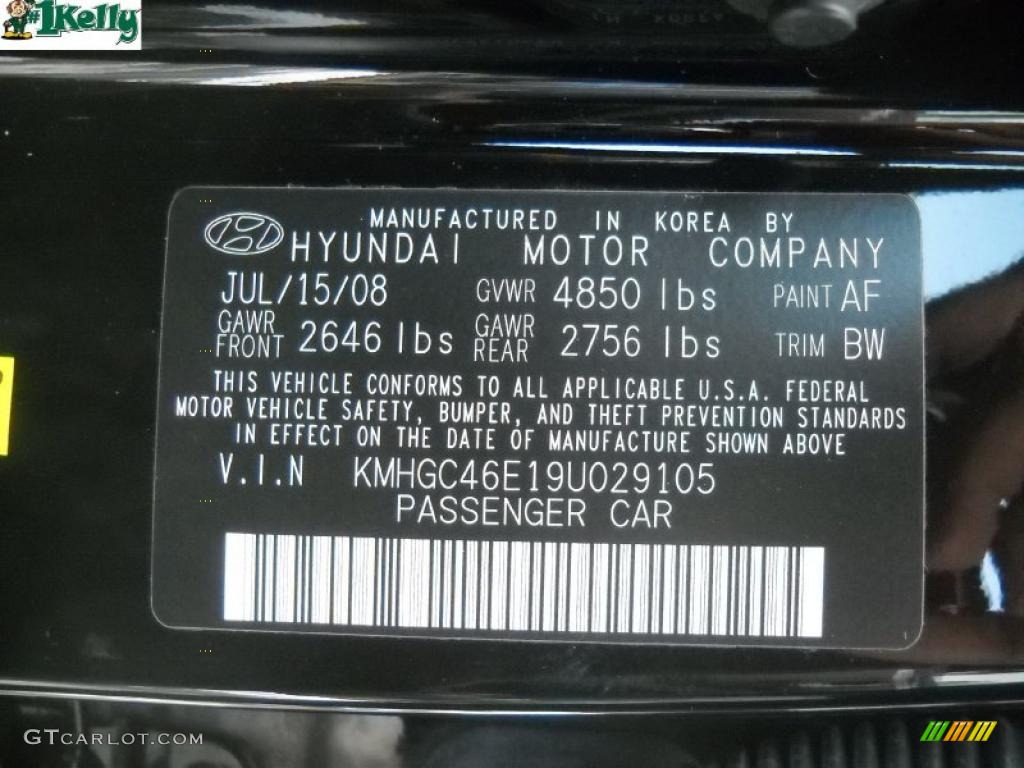 #1Kelly
MANUFACTURED IN KOREA BY
HYUNDAI MOTOR COMPANY
JUL/15/08 GVWR 4850 lbs PAINT AF
GAWR FRONT 2646 lbs GAWR REAR 2756 lbs TRIM BW
THIS VEHICLE CONFORMS TO ALL APPLICABLE U.S.A. FEDERAL
MOTOR VEHICLE SAFETY, BUMPER, AND THEFT PREVENTION STANDARDS
IN EFFECT ON THE DATE OF MANUFACTURE SHOWN ABOVE
V.I.N KMHGC46E19U029105
PASSENGER CAR
GTCARLOT.COM